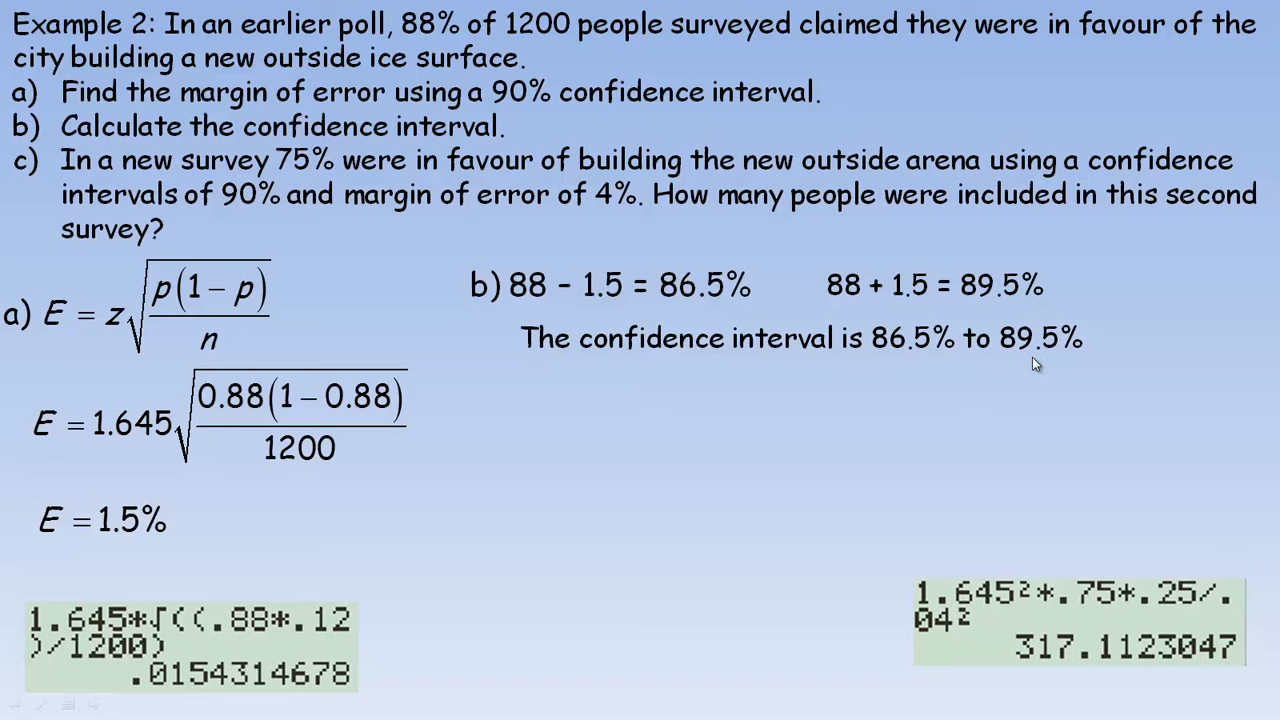 Example 2: In an earlier poll, 88% of 1200 people surveyed claimed they were in favour of the
city building a new outside ice surface.
a) Find the margin of error using a 90% confidence interval.
b) Calculate the confidence interval.
c) In a new survey 75% were in favour of building the new outside arena using a confidence
intervals of 90% and margin of error of 4%. How many people were included in this second
survey?
a) E = z√(p(1 – p)/n)
E = 1.645√(0.88(1 – 0.88)/1200)
E = 1.5%
b) 88 – 1.5 = 86.5% 88 + 1.5 = 89.5%
The confidence interval is 86.5% to 89.5%
1.645*√((.88*.12
)/1200)
.0154314678
1.645²*.75*.25/.
04²
317.1123047